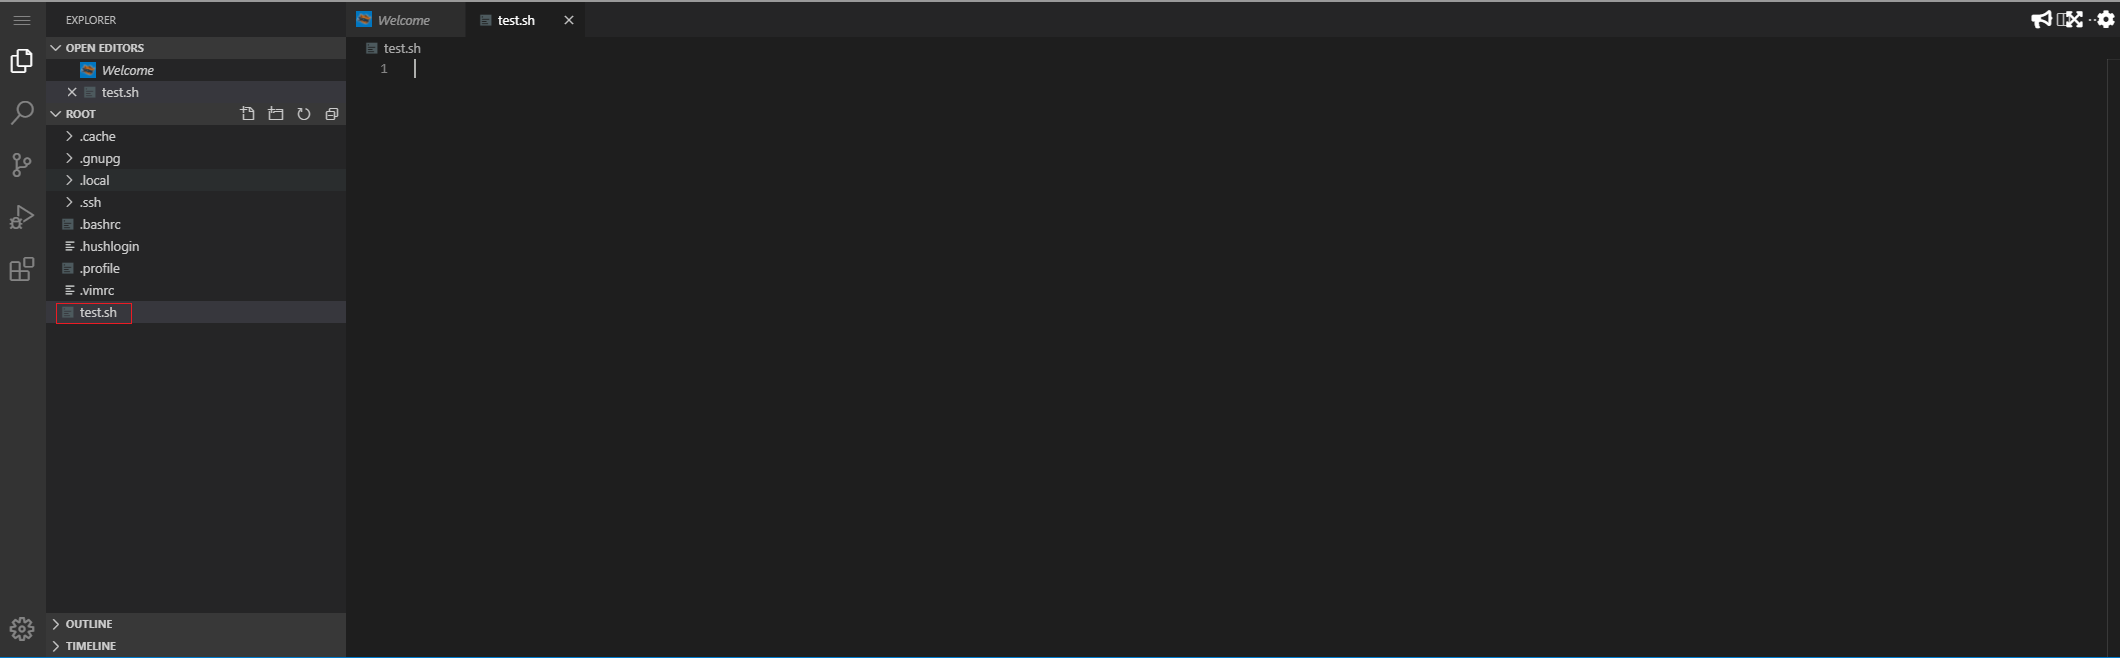 EXPLORER
OPEN EDITORS
Welcome
test.sh
ROOT
.cache
.gnupg
.local
.ssh
.bashrc
.hushlogin
.profile
.vimrc
test.sh
OUTLINE
TIMELINE
Welcome
test.sh
test.sh
1